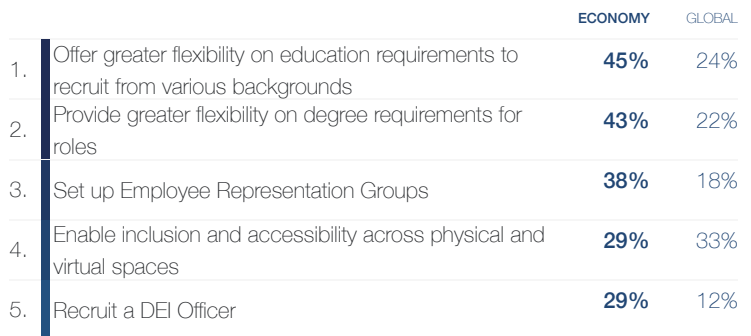 ECONOMY GLOBAL
1. Offer greater flexibility on education requirements to
recruit from various backgrounds 45% 24%
2. Provide greater flexibility on degree requirements for
roles 43% 22%
3. Set up Employee Representation Groups 38% 18%
4. Enable inclusion and accessibility across physical and
virtual spaces 29% 33%
5. Recruit a DEI Officer 29% 12%